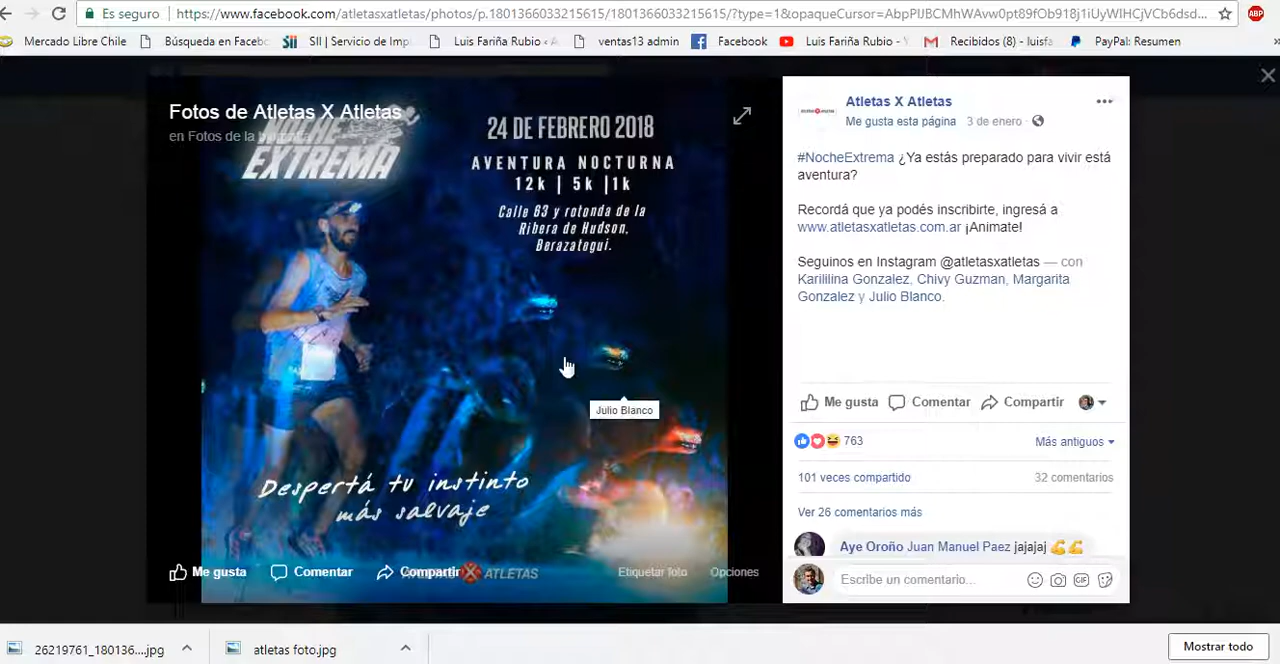 Es seguro
https://www.facebook.com/atletasxatletas/photos/p.1801366033215615/1801366033215615/?type=1&opaqueCursor=AbpPIJBCMhWAvw0pt89fOb918j1iUyWIHCjVCb6dsd...
ABP
Mercado Libre Chile
Búsqueda en Facebo
SII | Servicio de Imp
Luis Fariña Rubio
ventas13 admin
Facebook
Luis Fariña Rubio - Y
Recibidos (8) - luisfa
PayPal: Resumen
Fotos de Atletas X Atletas
en Fotos de la
NOCHE
EXTREMA
24 DE FEBRERO 2018
AVENTURA NOCTURNA
12k | 5k |1k
Calle 63 y rotonda de la
Ribera de Hudson,
Berazategui.
Julio Blanco
Despertá tu instinto
más salvaje
Me gusta
Comentar
Compartir
ATLETAS
Etiquetar foto
Opciones
Atletas X Atletas
Me gusta esta página · 3 de enero ·
#NocheExtrema ¿Ya estás preparado para vivir está
aventura?
Recordá que ya podés inscribirte, ingresá a
www.atletasxatletas.com.ar ¡Animate!
Seguinos en Instagram @atletasxatletas — con
Karililina Gonzalez, Chivy Guzman, Margarita
Gonzalez y Julio Blanco.
Me gusta
Comentar
Compartir
763
Más antiguos
101 veces compartido
32 comentarios
Ver 26 comentarios más
Aye Oroño Juan Manuel Paez jajajaj 💪💪
Escribe un comentario...
GIF
26219761_180136....jpg
atletas foto.jpg
Mostrar todo